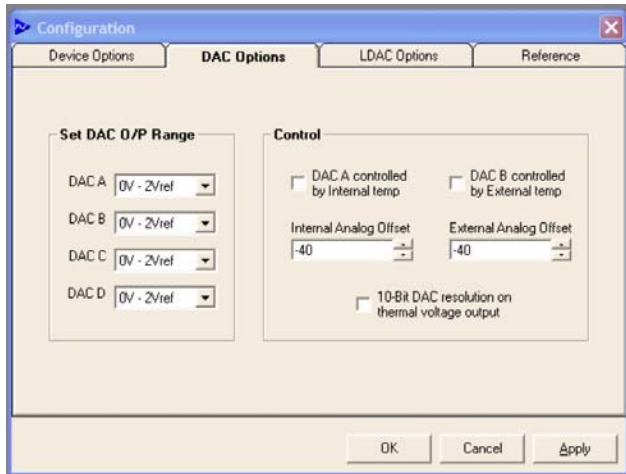 Configuration
Device Options
DAC Options
LDAC Options
Reference
Set DAC O/P Range
DAC A 0V - 2Vref
DAC B 0V - 2Vref
DAC C 0V - 2Vref
DAC D 0V - 2Vref
Control
DAC A controlled
by Internal temp
DAC B controlled
by External temp
Internal Analog Offset
-40
External Analog Offset
-40
10-Bit DAC resolution on
thermal voltage output
OK
Cancel
Apply